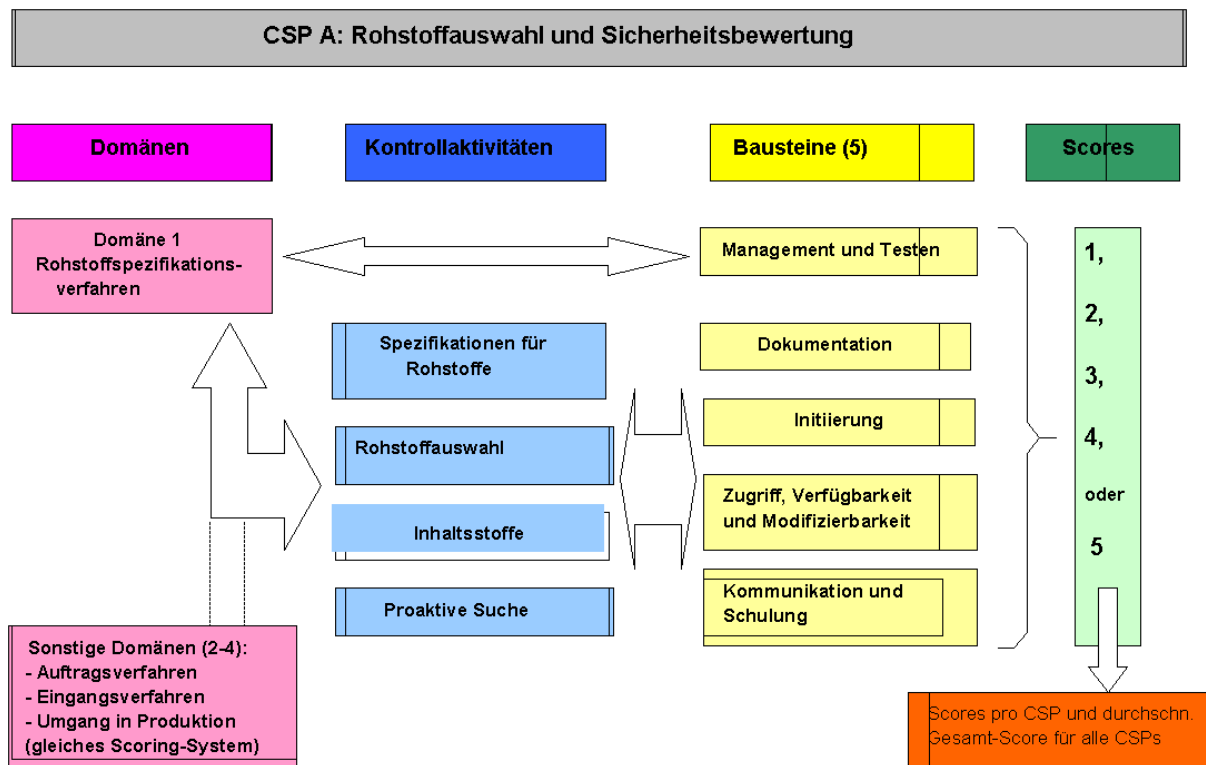 CSP A: Rohstoffauswahl und Sicherheitsbewertung
Domänen
Kontrollaktivitäten
Bausteine (5)
Scores
Domäne 1
Rohstoffspezifikations-
verfahren
Management und Testen
1,
2,
3,
4,
oder
5
Spezifikationen für
Rohstoffe
Dokumentation
Rohstoffauswahl
Initiierung
Inhaltsstoffe
Zugriff, Verfügbarkeit
und Modifizierbarkeit
Proaktive Suche
Kommunikation und
Schulung
Sonstige Domänen (2-4):
- Auftragsverfahren
- Eingangsverfahren
- Umgang in Produktion
(gleiches Scoring-System)
Scores pro CSP und durchschn.
Gesamt-Score für alle CSPs